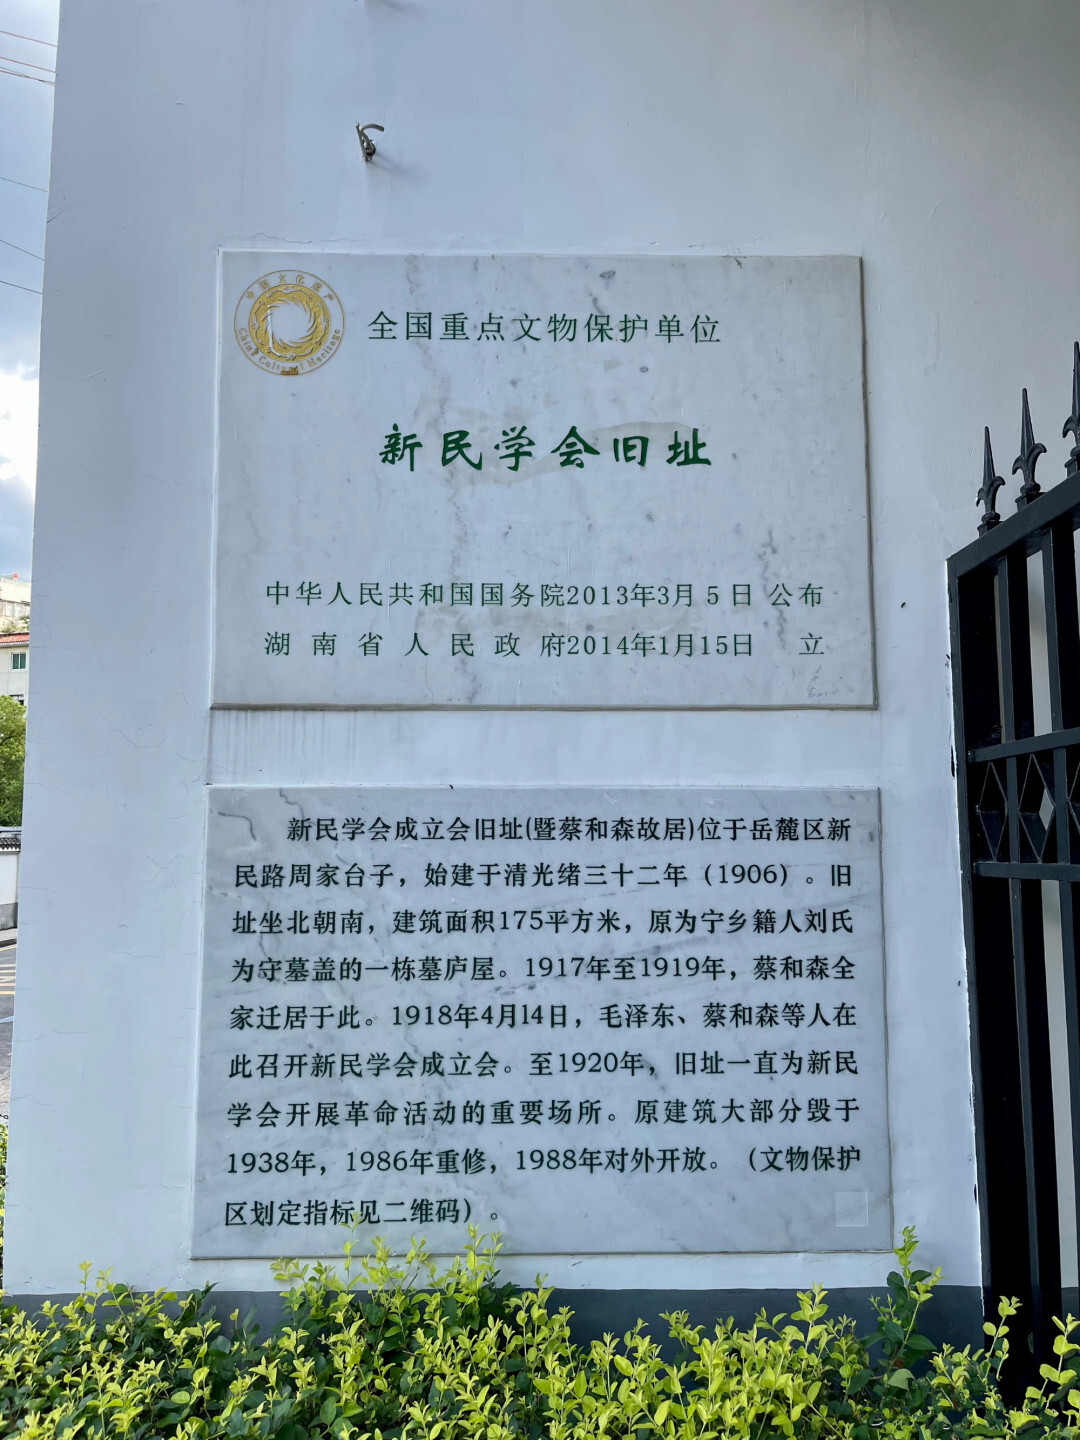 中国文化遗产
China Cultural Heritage
全国重点文物保护单位
新民学会旧址
中华人民共和国国务院2013年3月5日 公布
湖南省人民政府2014年1月15日 立
新民学会成立会旧址(暨蔡和森故居)位于岳麓区新
民路周家台子，始建于清光绪三十二年（1906）。旧
址坐北朝南，建筑面积175平方米，原为宁乡籍人刘氏
为守墓盖的一栋墓庐屋。1917年至1919年，蔡和森全
家迁居于此。1918年4月14日，毛泽东、蔡和森等人在
此召开新民学会成立会。至1920年，旧址一直为新民
学会开展革命活动的重要场所。原建筑大部分毁于
1938年，1986年重修，1988年对外开放。（文物保护
区划定指标见二维码）。